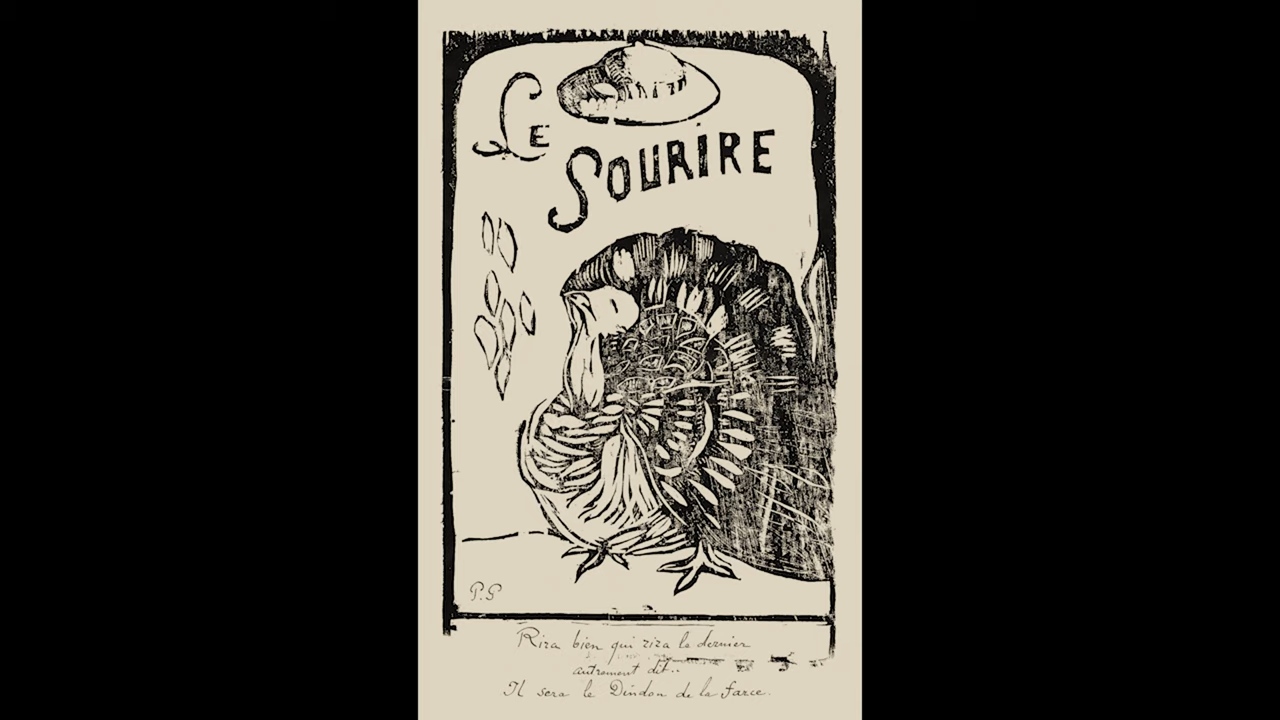 Le
SOURIRE
P.G
Rira bien qui rira le dernier
autrement dit..
Il sera le Dindon de la farce.